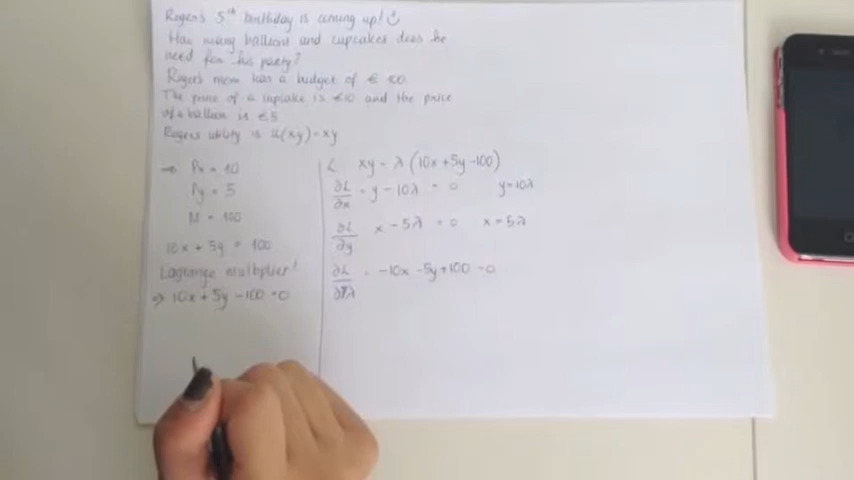 Roger's 5th birthday is coming up! ☺
How many balloons and cupcakes does he
need for his party?
Roger's mom has a budget of €
The price of a cupcake is €10 and the price
of a balloon is €5
Rogers utility is u(xy)=xy
→ Px = 10
Py = 5
M = 100
10x + 5y = 100
Lagrange multiplier!
⇒ 10x + 5y - 100 = 0
L xy - λ (10x + 5y - 100)
∂L/∂x = y - 10λ = 0 y = 10λ
∂L/∂y x - 5λ = 0 x = 5λ
∂L/∂λ = -10x - 5y + 100 = 0